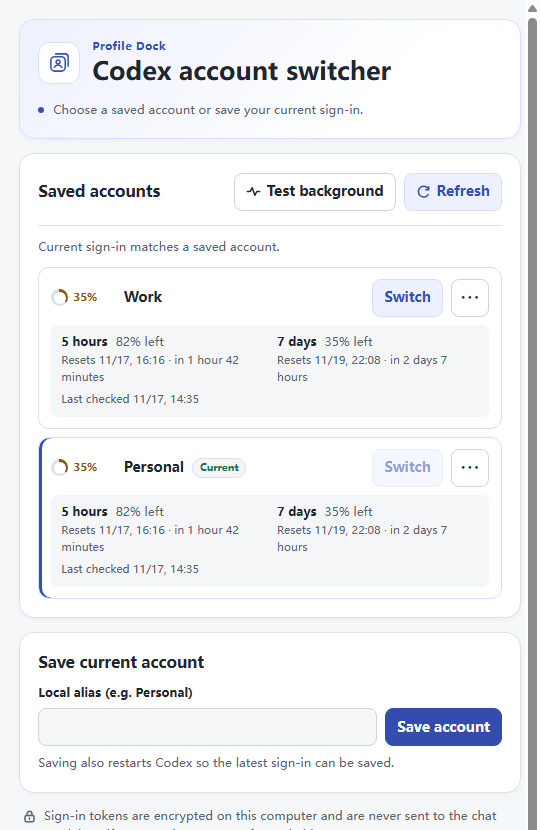 Profile Dock
Codex account switcher
Choose a saved account or save your current sign-in.
Saved accounts
Test background
Refresh
Current sign-in matches a saved account.
35%
Work
Switch
···
5 hours 82% left
Resets 11/17, 16:16 · in 1 hour 42
minutes
Last checked 11/17, 14:35
7 days 35% left
Resets 11/19, 22:08 · in 2 days 7
hours
35%
Personal
Current
Switch
···
5 hours 82% left
Resets 11/17, 16:16 · in 1 hour 42
minutes
Last checked 11/17, 14:35
7 days 35% left
Resets 11/19, 22:08 · in 2 days 7
hours
Save current account
Local alias (e.g. Personal)
Save account
Saving also restarts Codex so the latest sign-in can be saved.
Sign-in tokens are encrypted on this computer and are never sent to the chat